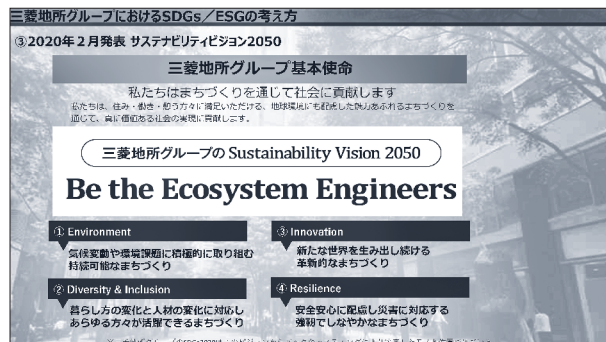 三菱地所グループにおけるSDGs／ESGの考え方
③2020年２月発表 サステナビリティビジョン2050
三菱地所グループ基本使命
私たちはまちづくりを通じて社会に貢献します
私たちは、住み・働き・憩う方々に満足いただける、地球環境にも配慮した魅力あふれるまちづくりを
通じて、真に価値ある社会の実現に貢献します。
三菱地所グループの Sustainability Vision 2050
Be the Ecosystem Engineers
① Environment
気候変動や環境課題に積極的に取り組む
持続可能なまちづくり
② Diversity & Inclusion
暮らし方の変化と人材の変化に対応し
あらゆる方々が活躍できるまちづくり
③ Innovation
新たな世界を生み出し続ける
革新的なまちづくり
④ Resilience
安全安心に配慮し災害に対応する
強靭でしなやかなまちづくり